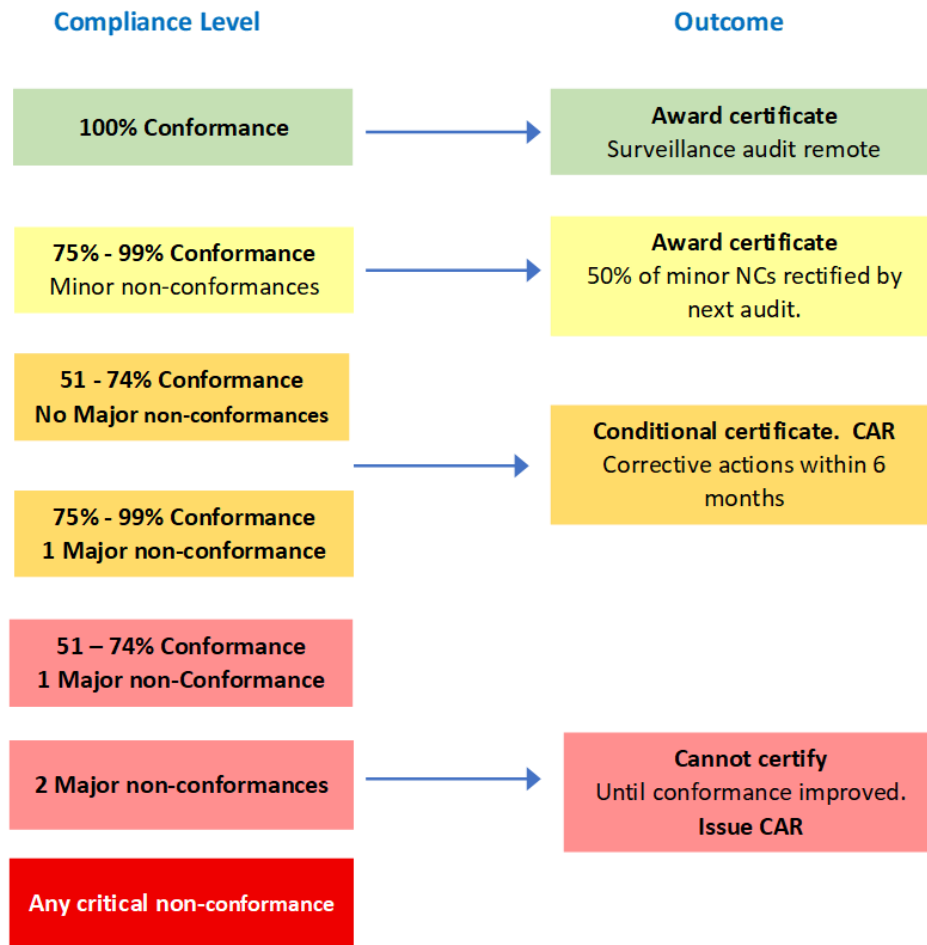 Compliance Level
Outcome
100% Conformance
Award certificate
Surveillance audit remote
75% - 99% Conformance
Minor non-conformances
Award certificate
50% of minor NCs rectified by
next audit.
51 - 74% Conformance
No Major non-conformances
Conditional certificate.  CAR
Corrective actions within 6
months
75% - 99% Conformance
1 Major non-conformance
51 – 74% Conformance
1 Major non-Conformance
2 Major non-conformances
Cannot certify
Until conformance improved.
Issue CAR
Any critical non-conformance